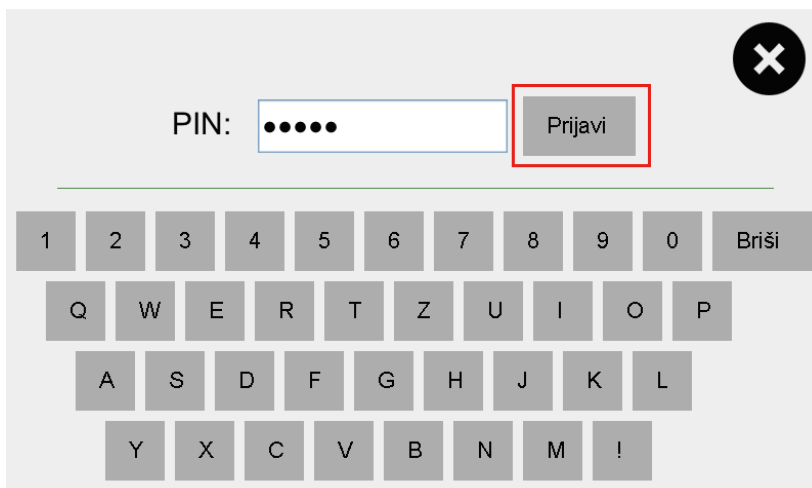 PIN: ●●●●● Prijavi
1 2 3 4 5 6 7 8 9 0 Briši
Q W E R T Z U I O P
A S D F G H J K L
Y X C V B N M !